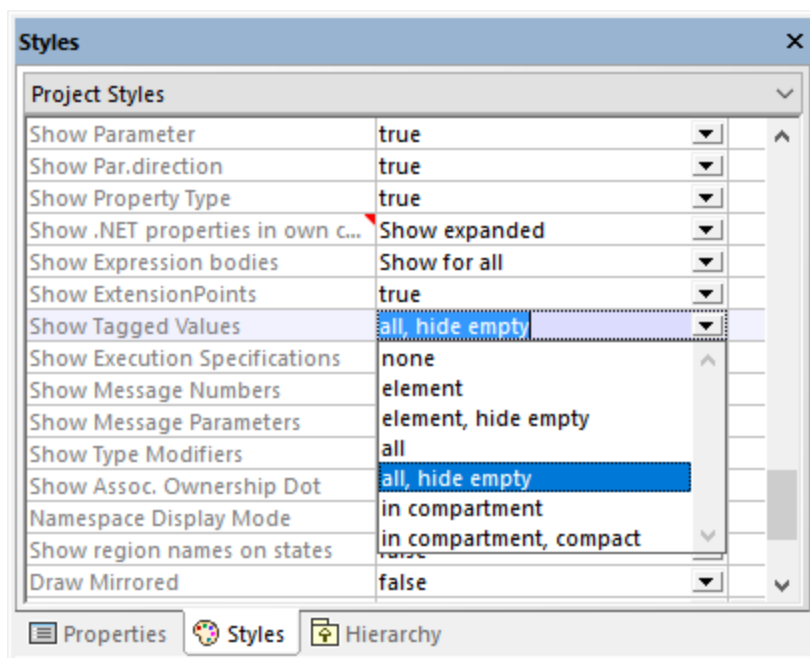 Styles
Project Styles
Show Parameter true
Show Par.direction true
Show Property Type true
Show .NET properties in own c... Show expanded
Show Expression bodies Show for all
Show ExtensionPoints true
Show Tagged Values all, hide empty
Show Execution Specifications none
Show Message Numbers element
Show Message Parameters element, hide empty
Show Type Modifiers all
Show Assoc. Ownership Dot all, hide empty
Namespace Display Mode in compartment
Show region names on states in compartment, compact
Draw Mirrored false
Properties Styles Hierarchy